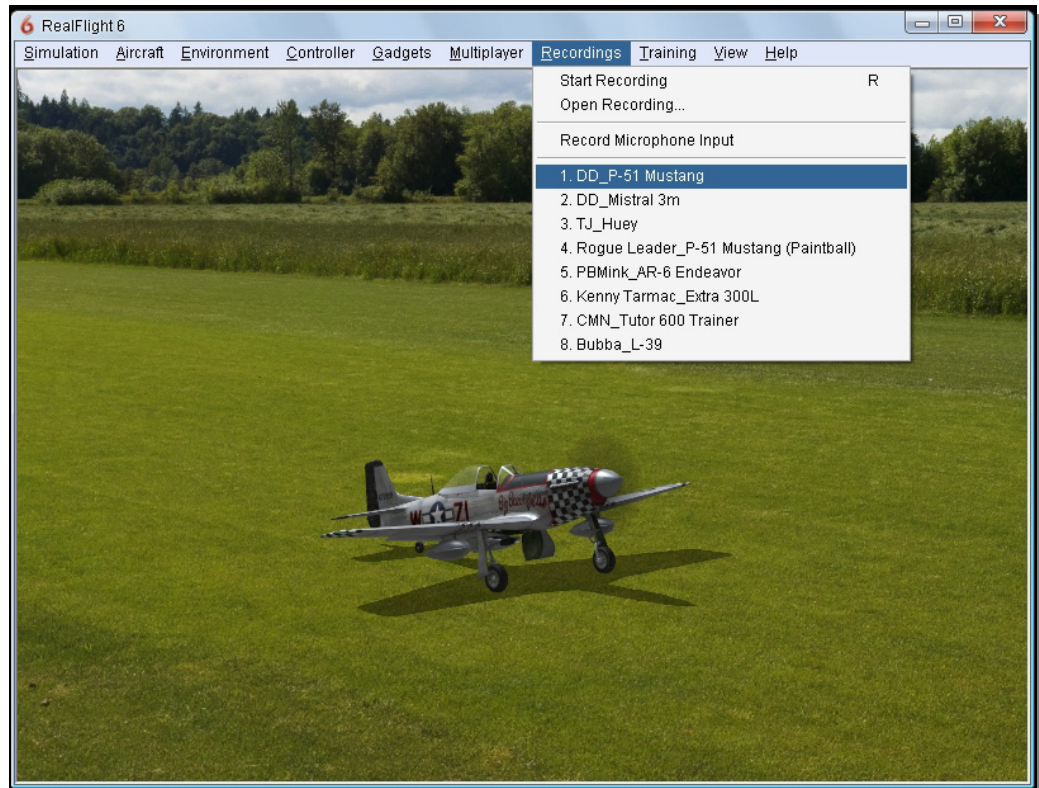 6 RealFlight 6
Simulation Aircraft Environment Controller Gadgets Multiplayer Recordings Training View Help
Start Recording R
Open Recording...
Record Microphone Input
1. DD_P-51 Mustang
2. DD_Mistral 3m
3. TJ_Huey
4. Rogue Leader_P-51 Mustang (Paintball)
5. PBMink_AR-6 Endeavor
6. Kenny Tarmac_Extra 300L
7. CMN_Tutor 600 Trainer
8. Bubba_L-39
W Z1